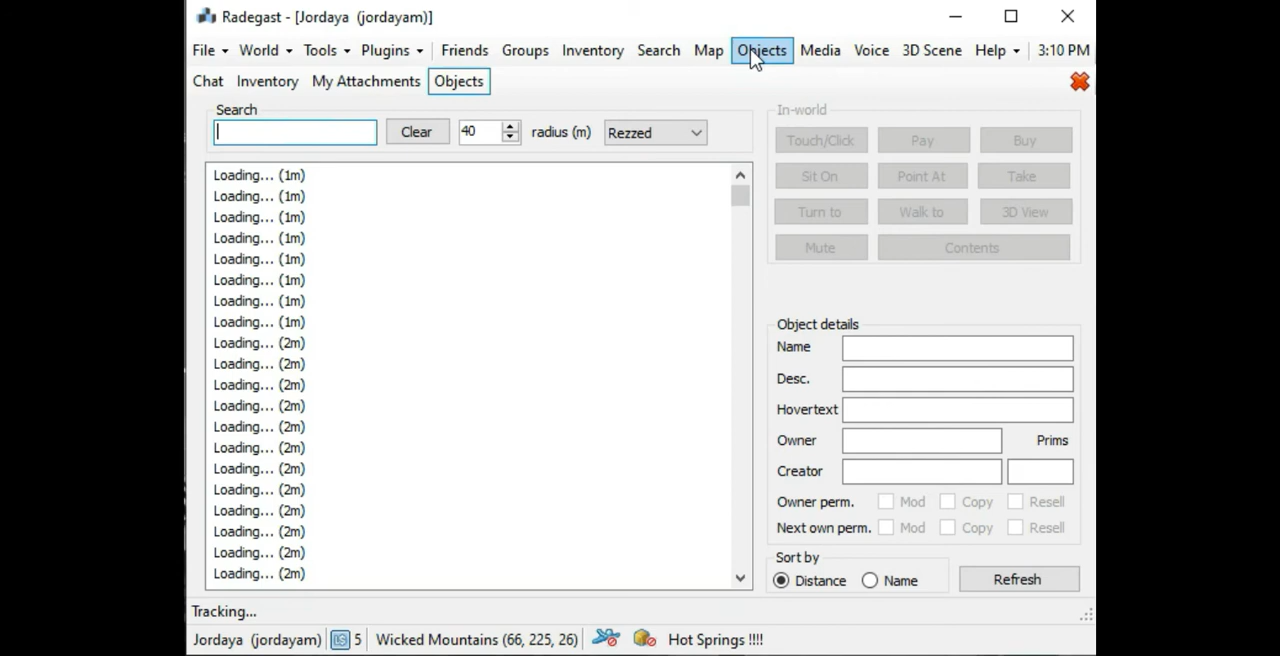 Radegast - [Jordaya (jordayam)]
File World Tools Plugins Friends Groups Inventory Search Map Objects Media Voice 3D Scene Help 3:10 PM
Chat Inventory My Attachments Objects
Search
Clear 40 radius (m) Rezzed
Loading... (1m)
Loading... (1m)
Loading... (1m)
Loading... (1m)
Loading... (1m)
Loading... (1m)
Loading... (1m)
Loading... (1m)
Loading... (2m)
Loading... (2m)
Loading... (2m)
Loading... (2m)
Loading... (2m)
Loading... (2m)
Loading... (2m)
Loading... (2m)
Loading... (2m)
Loading... (2m)
Loading... (2m)
Loading... (2m)
In-world
Touch/Click Pay Buy
Sit On Point At Take
Turn to Walk to 3D View
Mute Contents
Object details
Name
Desc.
Hovertext
Owner Prims
Creator
Owner perm. Mod Copy Resell
Next own perm. Mod Copy Resell
Sort by
Distance Name Refresh
Tracking...
Jordaya (jordayam) L$ 5 Wicked Mountains (66, 225, 26) Hot Springs !!!!